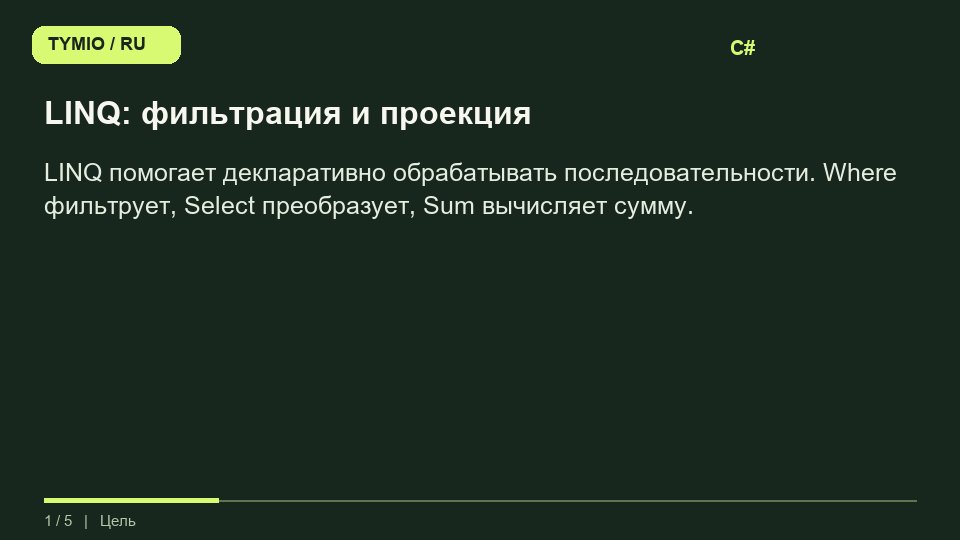 TYMIO / RU
C#
LINQ: фильтрация и проекция
LINQ помогает декларативно обрабатывать последовательности. Where
фильтрует, Select преобразует, Sum вычисляет сумму.
1 / 5 | Цель